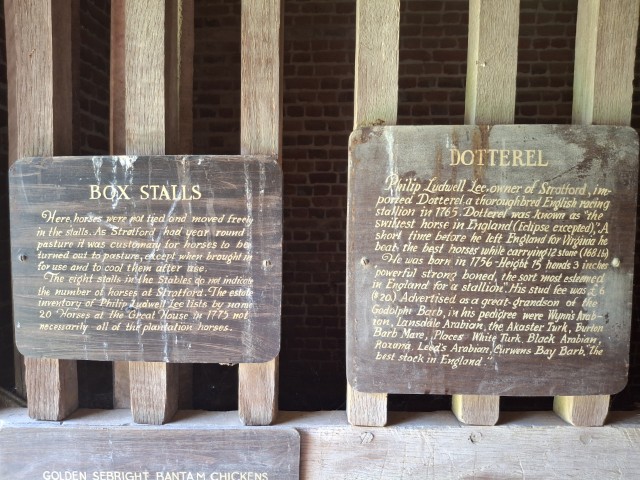 BOX STALLS
Here horses were not tied and moved freely
in the stalls. As Stratford had year round
pasture it was customary for horses to be
turned out to pasture, except when brought in
for use and to cool them after use.
The eight stalls in the Stables do not indicate
the number of horses at Stratford. The estate
inventory of Philip Ludwell Lee lists by name
20 Horses at the Great House in 1775 not
necessarily all of the plantation horses.
DOTTEREL
Philip Ludwell Lee, owner of Stratford, im-
ported Dotterel a thoroughbred English racing
stallion in 1765. Dotterel was known as "the
swiftest horse in England (Eclipse excepted)". A
short time before he left England for Virginia he
beat the best horses while carrying 12 stone (168 lb)
He was born in 1756 Height 15 hands 3 inches
"powerful strong boned, the sort most esteemed
in England for a stallion". His stud fee was £ 6
($20) Advertised as a great-grandson of the
Godolph Barb, in his pedigree were Wynn's Arab-
ion, Lansdale Arabian, the Akaster Turk, Burton
Barb Mare, Places' White Turk, Black Arabian,
Roxana, Leed's Arabian, Curwens Bay Barb, "the
best stock in England".
GOLDEN SEBRIGHT BANTAM CHICKENS